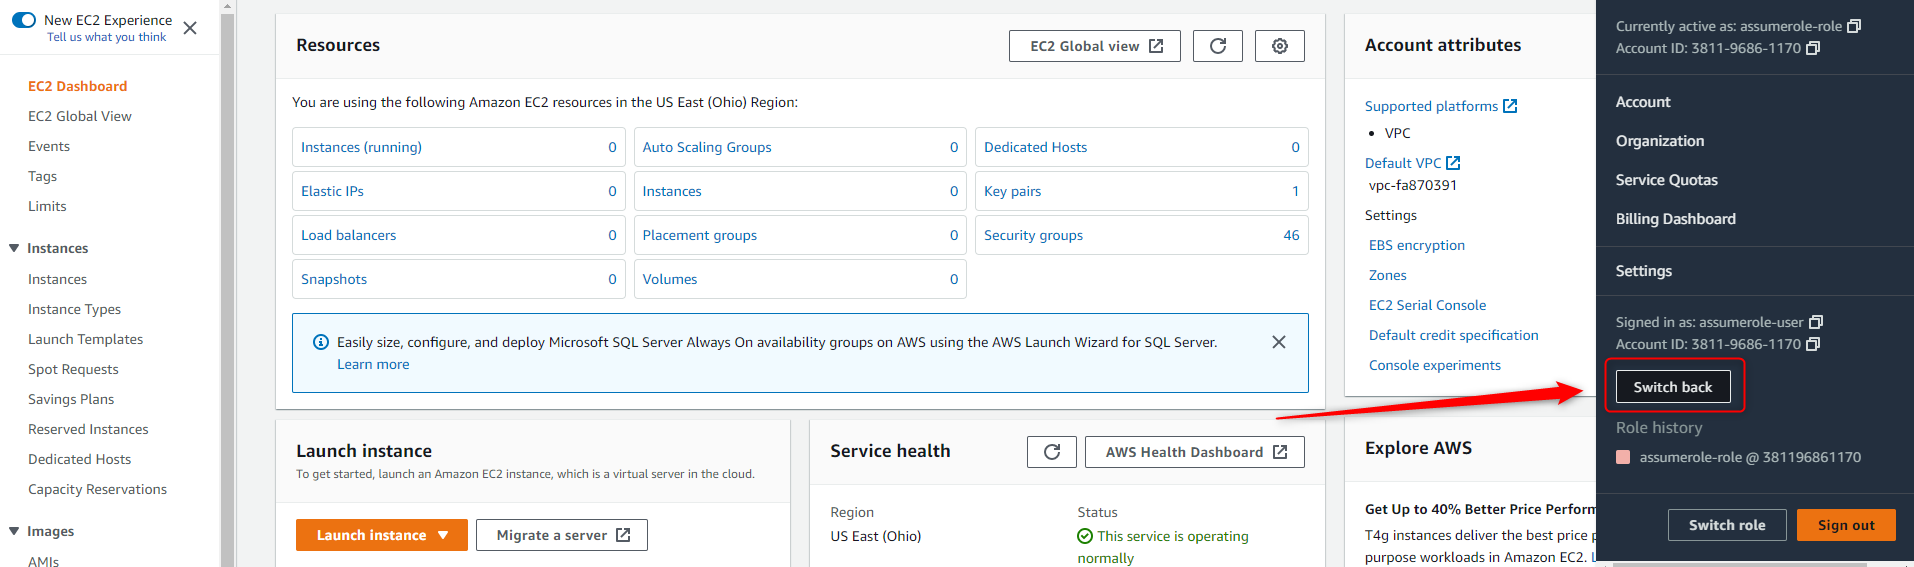 New EC2 Experience
Tell us what you think
EC2 Dashboard
EC2 Global View
Events
Tags
Limits
Instances
Instances
Instance Types
Launch Templates
Spot Requests
Savings Plans
Reserved Instances
Dedicated Hosts
Capacity Reservations
Images
AMIs
Resources
EC2 Global view
You are using the following Amazon EC2 resources in the US East (Ohio) Region:
Instances (running) 0
Auto Scaling Groups 0
Dedicated Hosts 0
Elastic IPs 0
Instances 0
Key pairs 1
Load balancers 0
Placement groups 0
Security groups 46
Snapshots 0
Volumes 0
Easily size, configure, and deploy Microsoft SQL Server Always On availability groups on AWS using the AWS Launch Wizard for SQL Server.
Learn more
Launch instance
To get started, launch an Amazon EC2 instance, which is a virtual server in the cloud.
Launch instance
Migrate a server
Service health
AWS Health Dashboard
Region
US East (Ohio)
Status
This service is operating
normally
Account attributes
Supported platforms
VPC
Default VPC
vpc-fa870391
Settings
EBS encryption
Zones
EC2 Serial Console
Default credit specification
Console experiments
Explore AWS
Get Up to 40% Better Price Perform
T4g instances deliver the best price p
purpose workloads in Amazon EC2. L
Currently active as: assumerole-role
Account ID: 3811-9686-1170
Account
Organization
Service Quotas
Billing Dashboard
Settings
Signed in as: assumerole-user
Account ID: 3811-9686-1170
Switch back
Role history
assumerole-role @ 381196861170
Switch role
Sign out